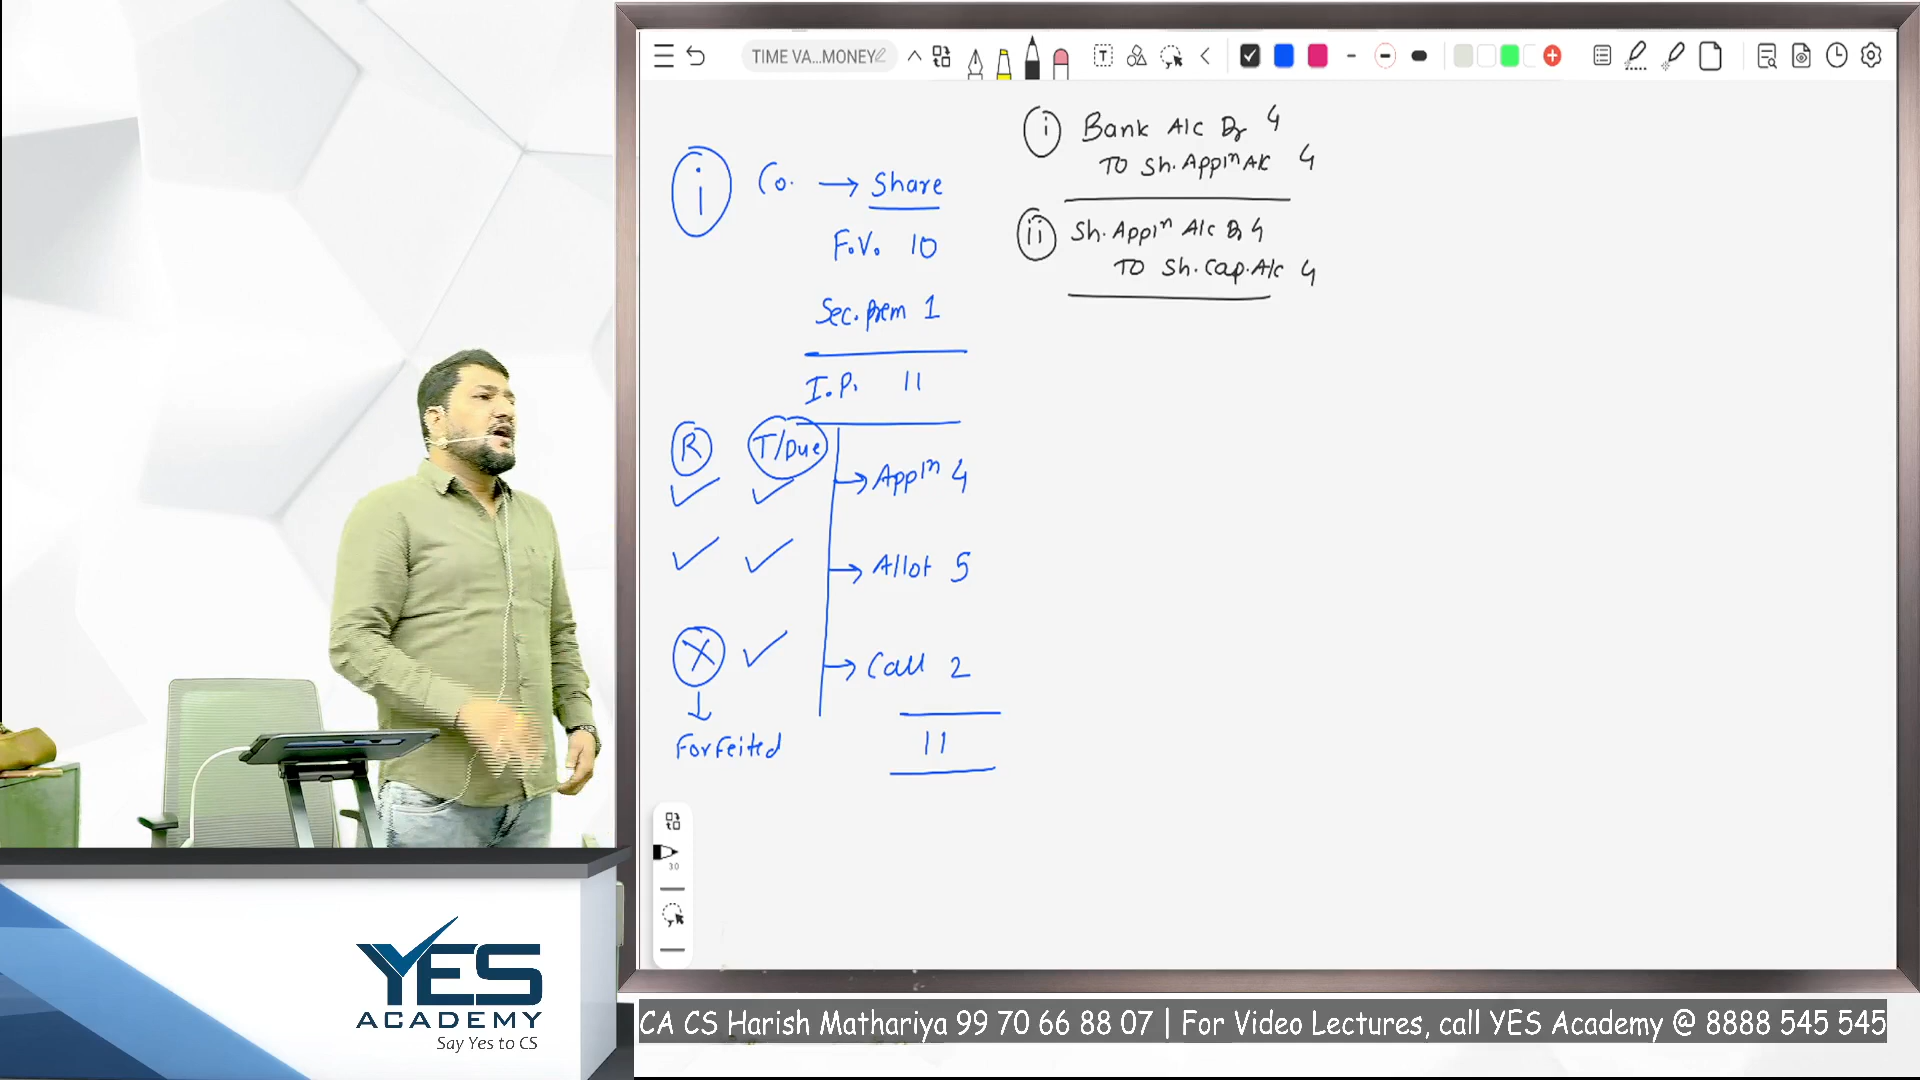 TIME VA...MONEY
T
i Co. → Share
F.V. 10
Sec. prem 1
I.P. 11
R T/Due
✓ ✓ → Appln 4
✓ ✓ → Allot 5
X ✓ → Call 2
↓
Forfeited 11
i Bank A/c Dr 4
TO Sh. Appln A/c 4
ii Sh. Appln A/c Dr 4
TO Sh. Cap. A/c 4
30
YES
ACADEMY
Say Yes to CS
CA CS Harish Mathariya 99 70 66 88 07 | For Video Lectures, call YES Academy @ 8888 545 545